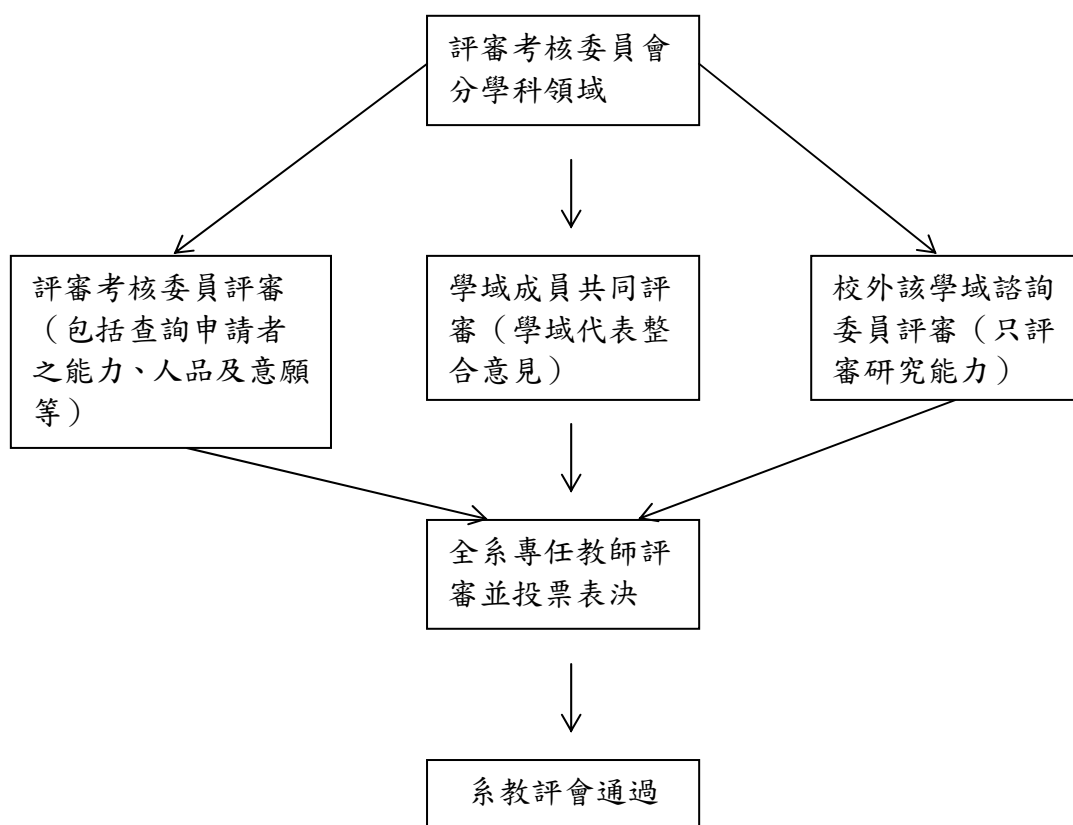 評審考核委員會
分學科領域
評審考核委員評審
（包括查詢申請者
之能力、人品及意願
等）
學域成員共同評
審（學域代表整
合意見）
校外該學域諮詢
委員評審（只評
審研究能力）
全系專任教師評
審並投票表決
系教評會通過